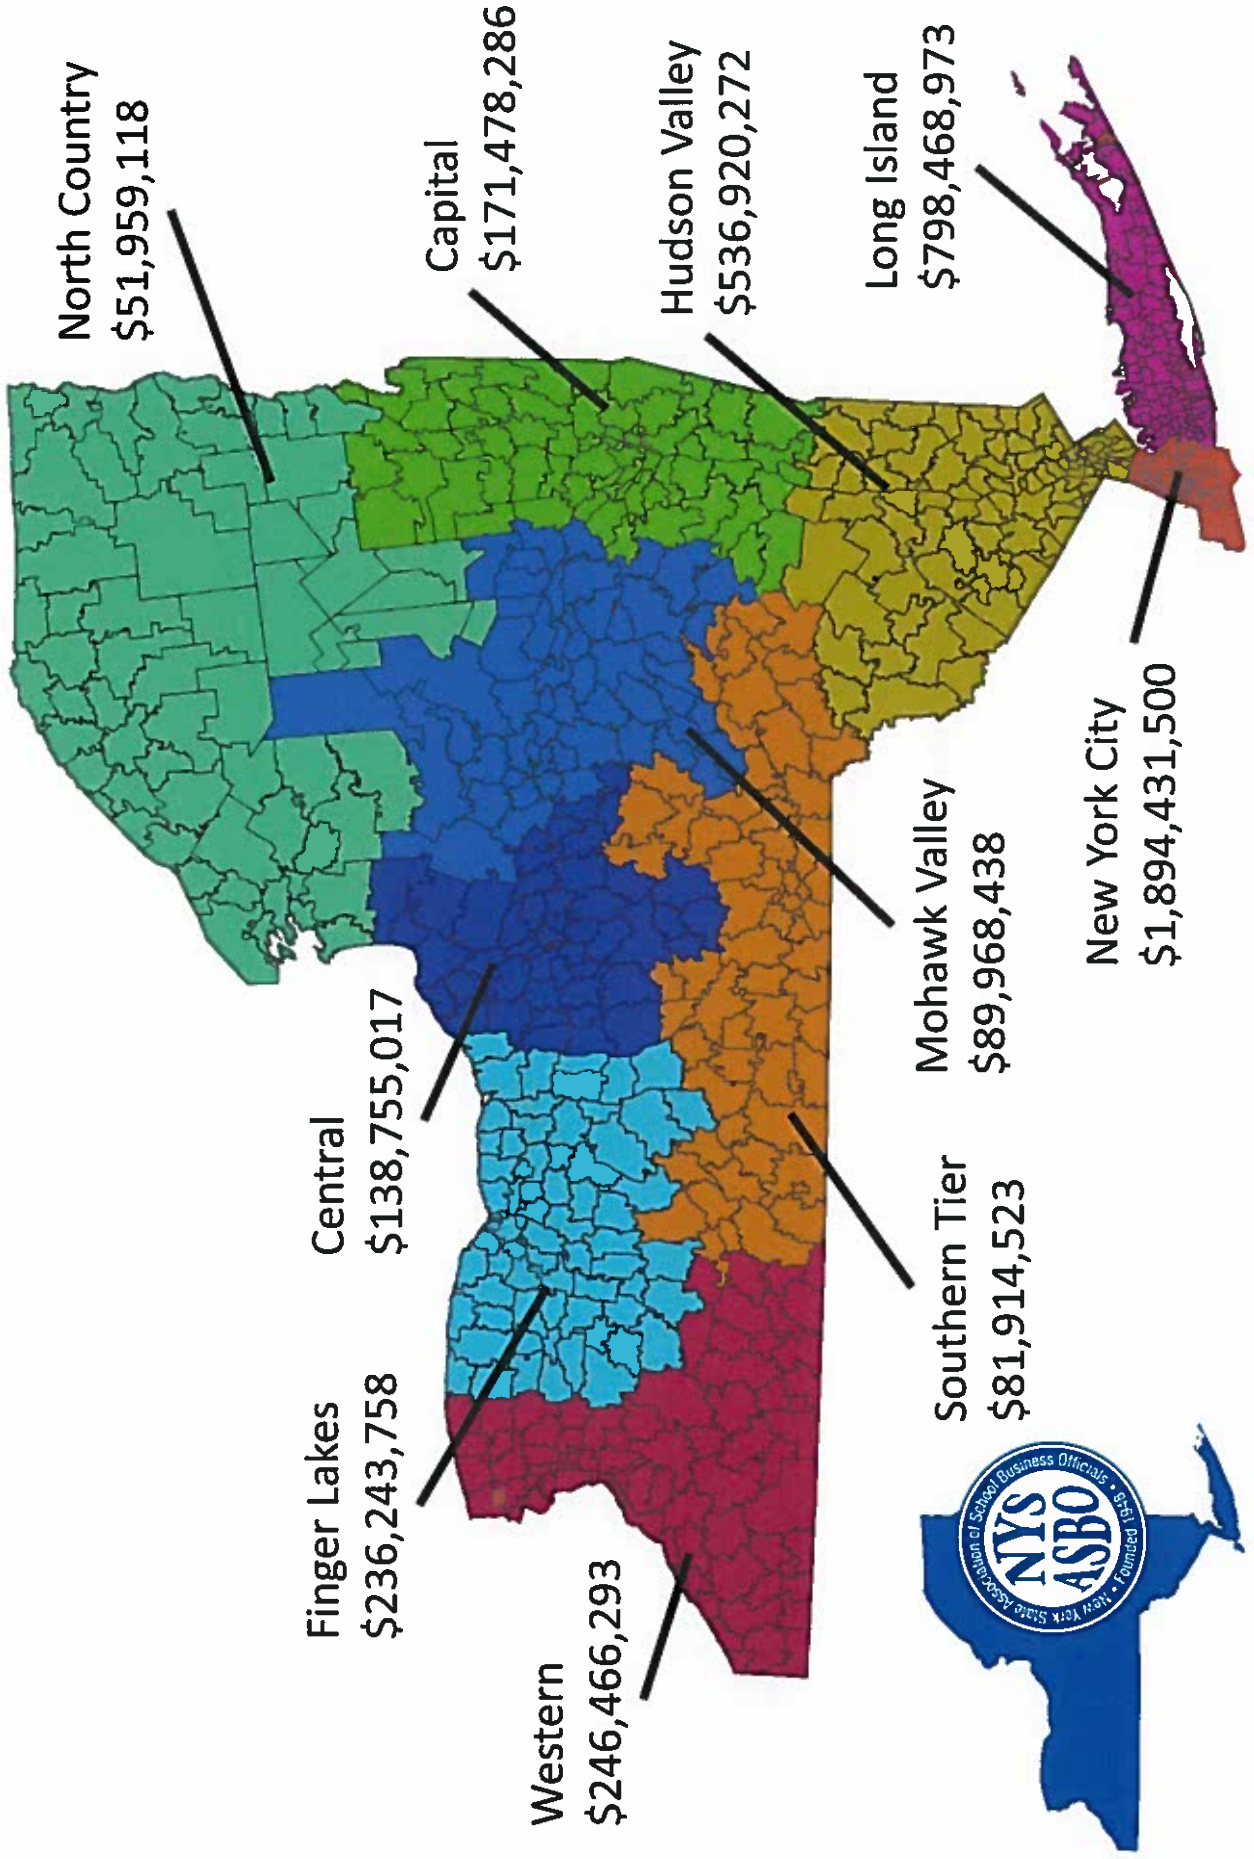 North Country
$51,959,118
Capital
$171,478,286
Hudson Valley
$536,920,272
Long Island
$798,468,973
Central
$138,755,017
Finger Lakes
$236,243,758
Western
$246,466,293
Southern Tier
$81,914,523
Mohawk Valley
$89,968,438
New York City
$1,894,431,500
New York State Association of School Business Officials • Founded 1948 •
NYS
ASBO